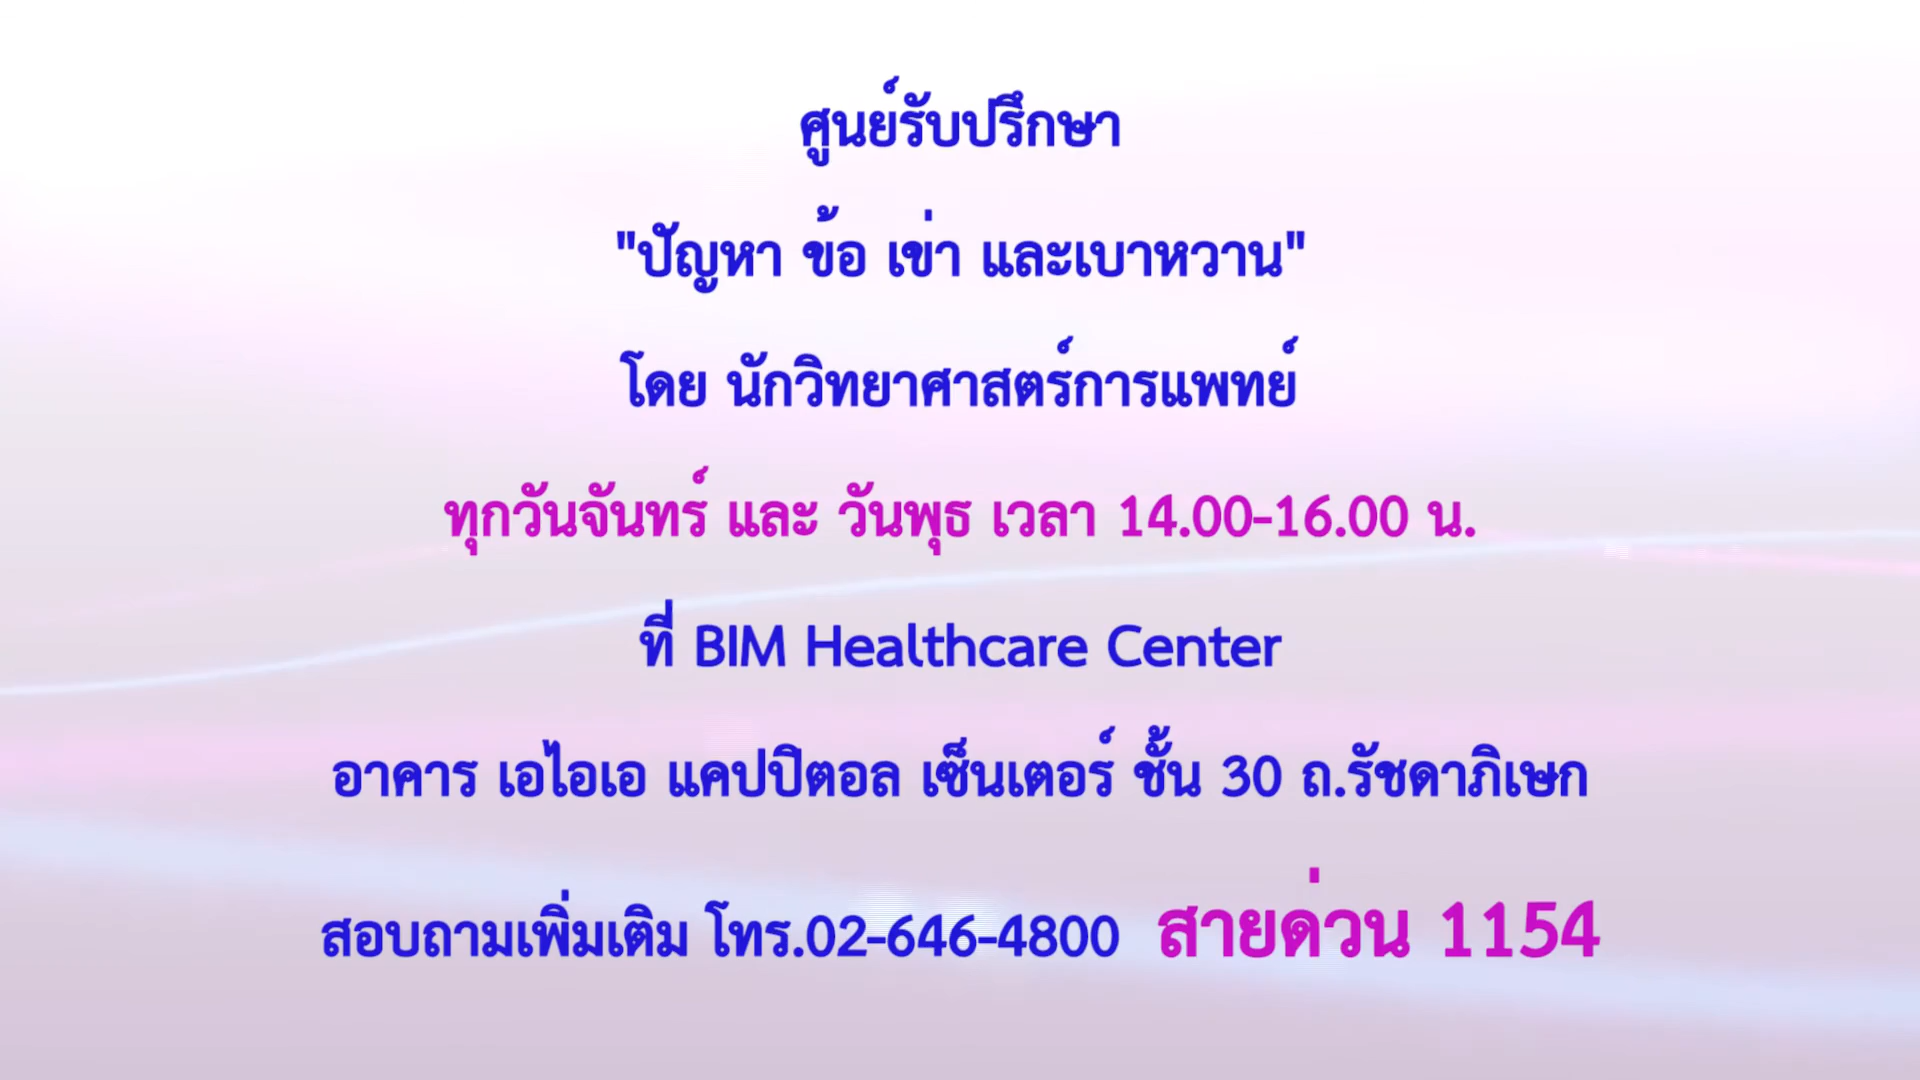 ศูนย์รับปรึกษา
"ปัญหา ข้อ เข่า และเบาหวาน"
โดย นักวิทยาศาสตร์การแพทย์
ทุกวันจันทร์ และ วันพุธ เวลา 14.00-16.00 น.
ที่ BIM Healthcare Center
อาคาร เอไอเอ แคปปิตอล เซ็นเตอร์ ชั้น 30 ถ.รัชดาภิเษก
สอบถามเพิ่มเติม โทร.02-646-4800 สายด่วน 1154